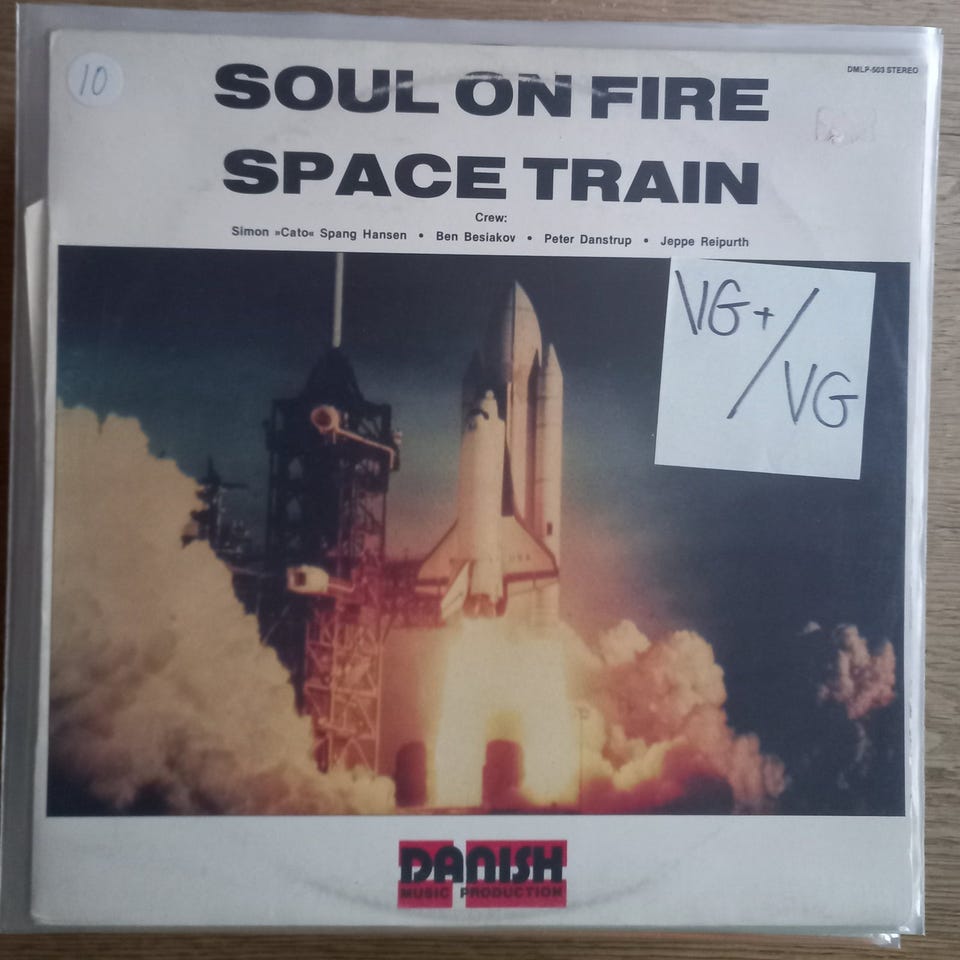 10
DMLP-503 STEREO
SOUL ON FIRE
SPACE TRAIN
Crew:
Simon »Cato« Spang Hansen • Ben Besiakov • Peter Danstrup • Jeppe Reipurth
VG+/VG
USA
DANISH
MUSIC PRODUCTION